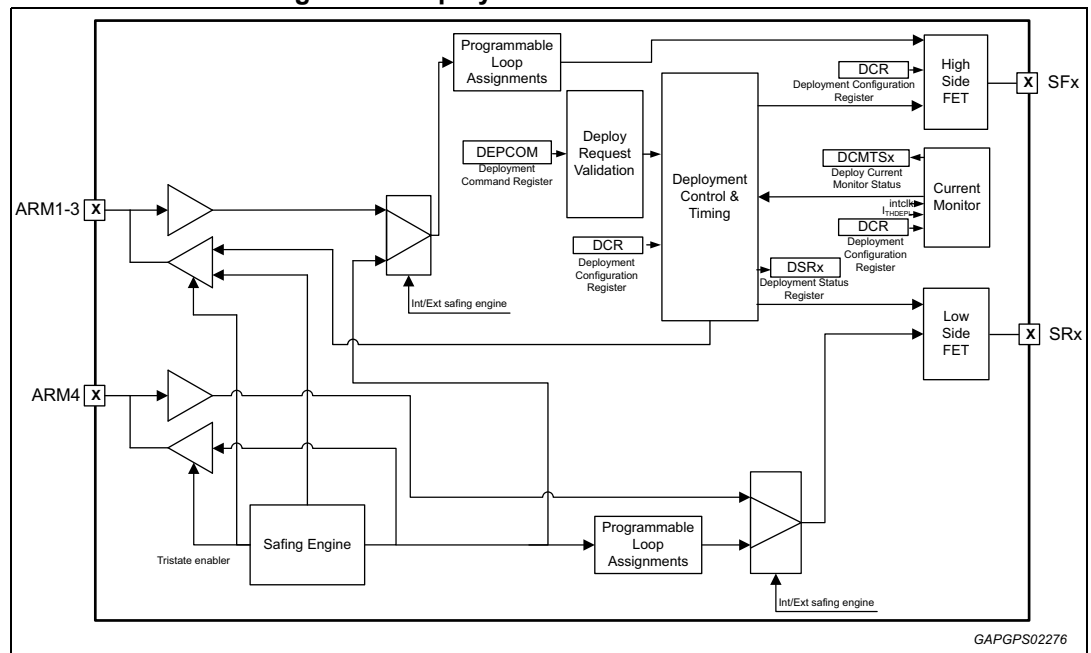 Programmable
Loop
Assignments
DCR
Deployment Configuration
Register
High
Side
FET
X
SFx
DEPCOM
Deployment
Command Register
Deploy
Request
Validation
Deployment
Control &
Timing
DCMTSx
Deploy Current
Monitor Status
intclk
ITHDEPL
DCR
Deployment
Configuration
Register
Current
Monitor
ARM1-3
X
DCR
Deployment
Configuration
Register
DSRx
Deployment Status
Register
Int/Ext safing engine
Low
Side
FET
X
SRx
ARM4
X
Safing Engine
Tristate enabler
Programmable
Loop
Assignments
Int/Ext safing engine
GAPGPS02276